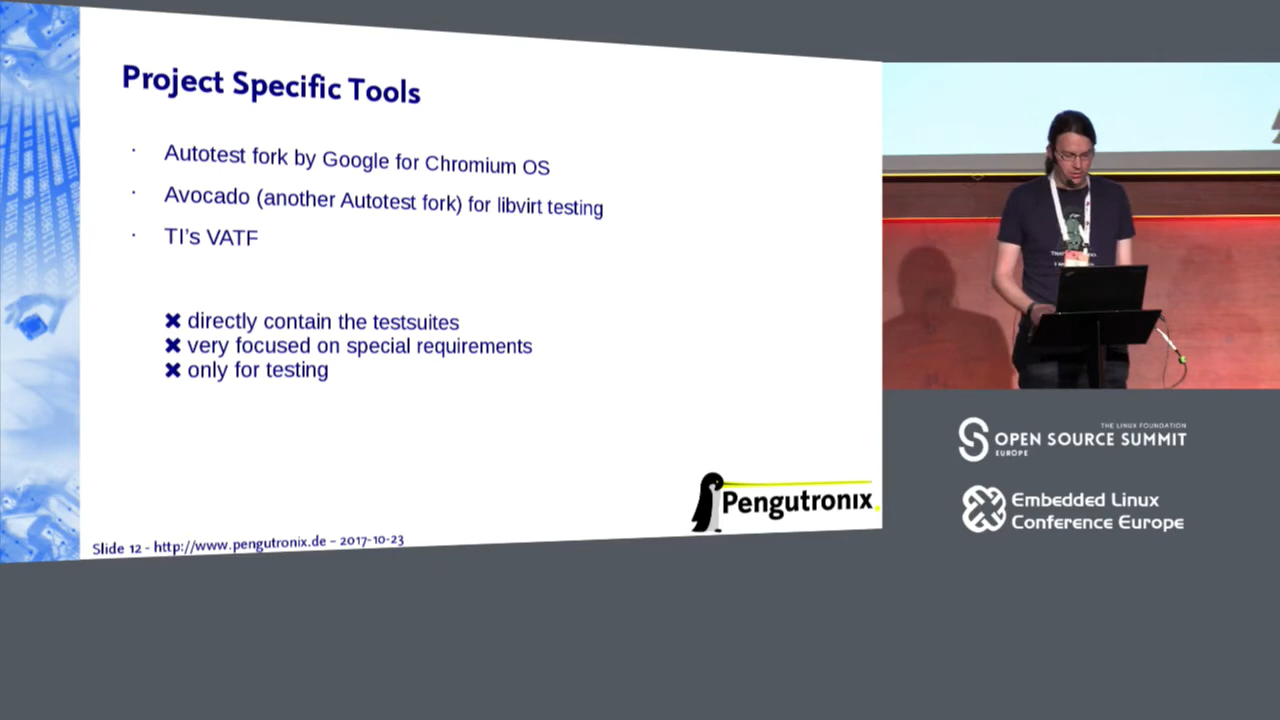 Project Specific Tools
· Autotest fork by Google for Chromium OS
· Avocado (another Autotest fork) for libvirt testing
· TI's VATF
✖ directly contain the testsuites
✖ very focused on special requirements
✖ only for testing
Pengutronix
Slide 12 - http://www.pengutronix.de – 2017-10-23
THE LINUX FOUNDATION
OPEN SOURCE SUMMIT
EUROPE
Embedded Linux
Conference Europe